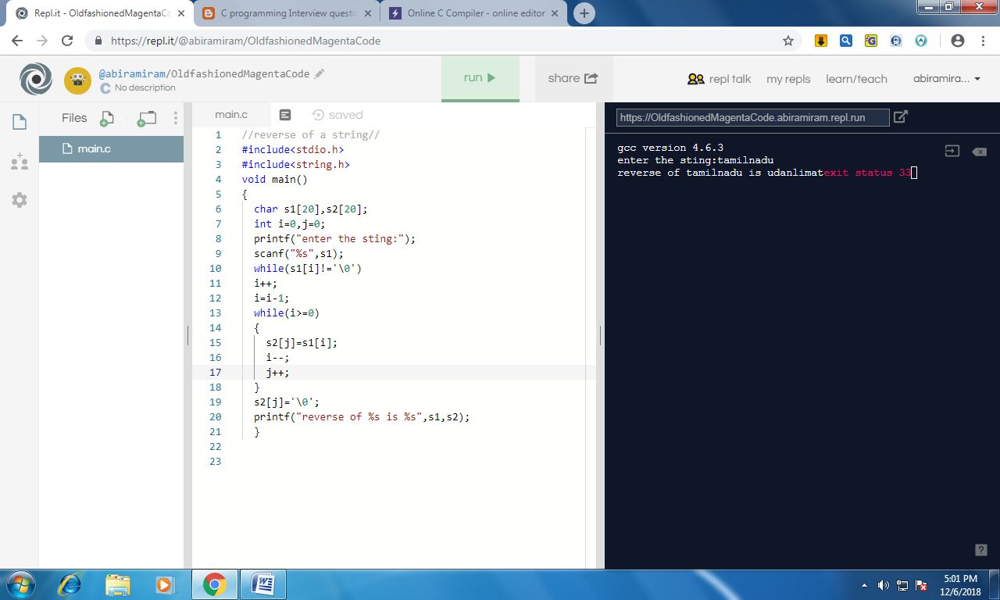 Repl.it - OldfashionedMagentaCo
C programming Interview questio
Online C Compiler - online editor
https://repl.it/@abiramiram/OldfashionedMagentaCode
@abiramiram/OldfashionedMagentaCode
C No description
run
share
repl talk
my repls
learn/teach
abiramira...
Files
main.c
main.c
saved
https://OldfashionedMagentaCode.abiramiram.repl.run
1 //reverse of a string//
2 #include<stdio.h>
3 #include<string.h>
4 void main()
5 {
6 char s1[20],s2[20];
7 int i=0,j=0;
8 printf("enter the sting:");
9 scanf("%s",s1);
10 while(s1[i]!='\0')
11 i++;
12 i=i-1;
13 while(i>=0)
14 {
15 s2[j]=s1[i];
16 i--;
17 j++;
18 }
19 s2[j]='\0';
20 printf("reverse of %s is %s",s1,s2);
21 }
22
23
gcc version 4.6.3
enter the sting:tamilnadu
reverse of tamilnadu is udanlimatexit status 33
?
5:01 PM
12/6/2018